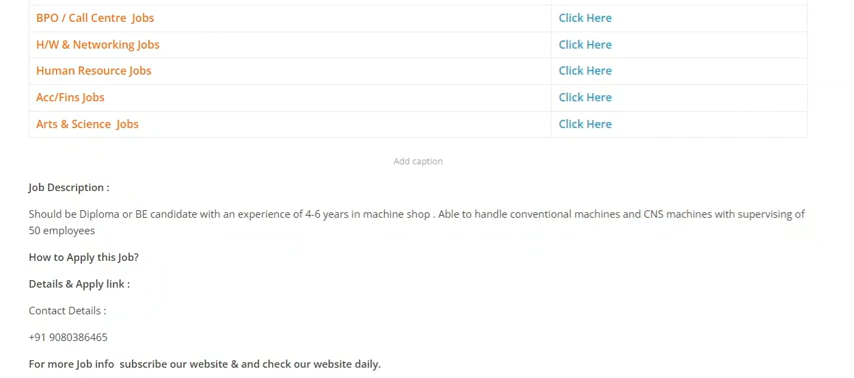 BPO / Call Centre  Jobs Click Here
H/W & Networking Jobs Click Here
Human Resource Jobs Click Here
Acc/Fins Jobs Click Here
Arts & Science  Jobs Click Here
Add caption
Job Description :
Should be Diploma or BE candidate with an experience of 4-6 years in machine shop . Able to handle conventional machines and CNS machines with supervising of
50 employees
How to Apply this Job?
Details & Apply link :
Contact Details :
+91 9080386465
For more Job info  subscribe our website & and check our website daily.